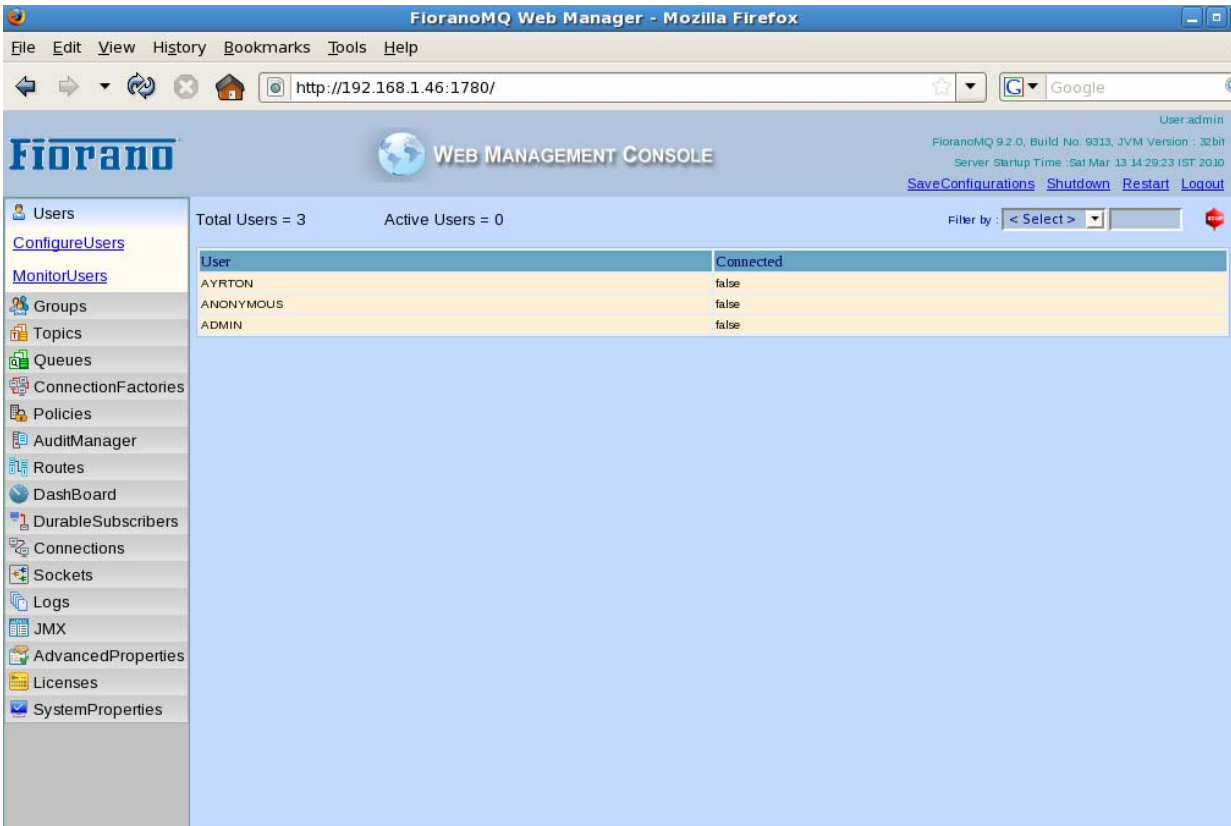 FioranoMQ Web Manager - Mozilla Firefox
File Edit View History Bookmarks Tools Help
http://192.168.1.46:1780/
G Google
Fiorano
WEB MANAGEMENT CONSOLE
User:admin
FioranoMQ 9.2.0, Build No. 9313, JVM Version : 32bit
Server Startup Time :Sat Mar 13 14:29:23 IST 2010
SaveConfigurations Shutdown Restart Logout
Users
ConfigureUsers
MonitorUsers
Groups
Topics
Queues
ConnectionFactories
Policies
AuditManager
Routes
DashBoard
DurableSubscribers
Connections
Sockets
Logs
JMX
AdvancedProperties
Licenses
SystemProperties
Total Users = 3 Active Users = 0 Filter by : < Select >
User Connected
AYRTON false
ANONYMOUS false
ADMIN false